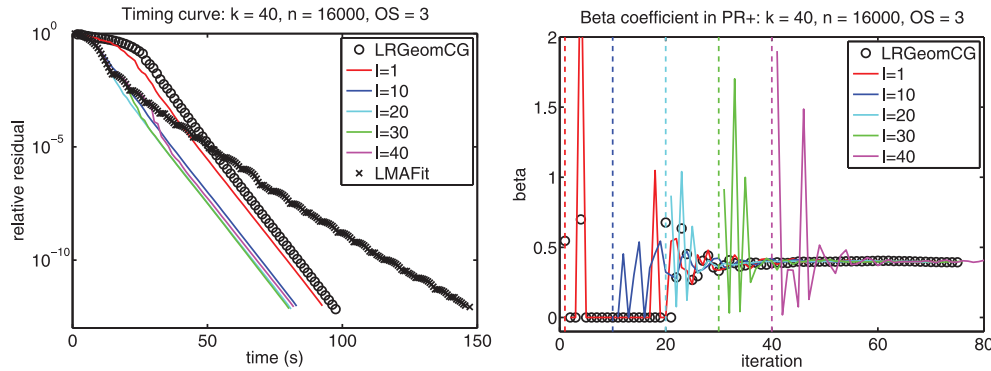 Timing curve: k = 40, n = 16000, OS = 3
10^0
10^-5
10^-10
relative residual
0
50
100
150
time (s)
LRGeomCG
l=1
l=10
l=20
l=30
l=40
LMAFit
Beta coefficient in PR+: k = 40, n = 16000, OS = 3
2
1.5
1
0.5
0
beta
0
20
40
60
80
iteration
LRGeomCG
l=1
l=10
l=20
l=30
l=40